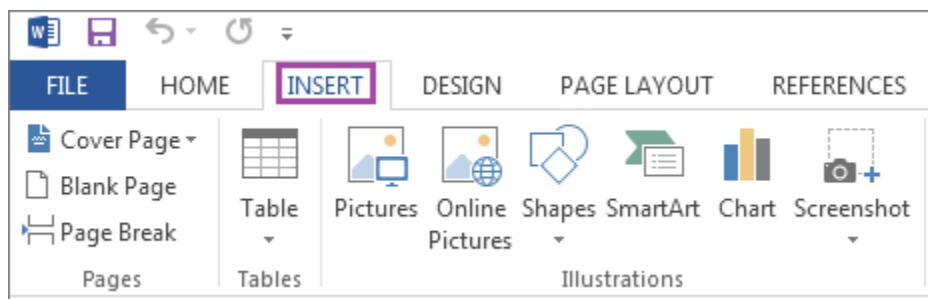 W
FILE HOME INSERT DESIGN PAGE LAYOUT REFERENCES
Cover Page
Blank Page
Page Break
Pages
Table
Tables
Pictures
Online
Pictures
Shapes
SmartArt
Chart
Screenshot
Illustrations